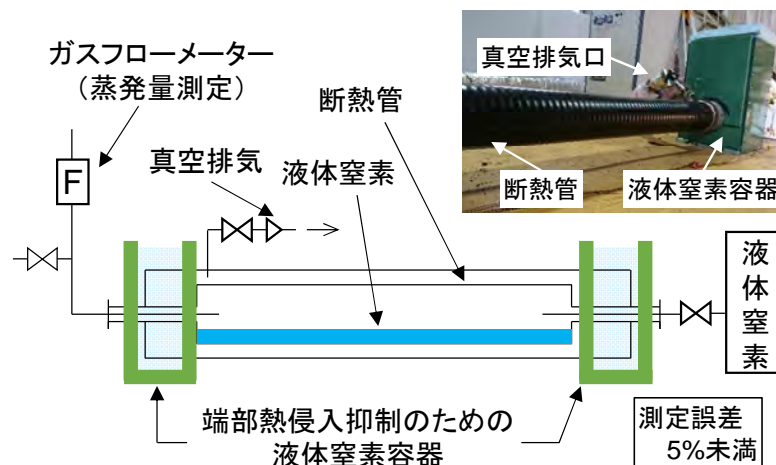 ガスフローメーター
（蒸発量測定）
断熱管
真空排気
液体窒素
F
真空排気口
断熱管
液体窒素容器
液体窒素
端部熱侵入抑制のための
液体窒素容器
測定誤差
5%未満